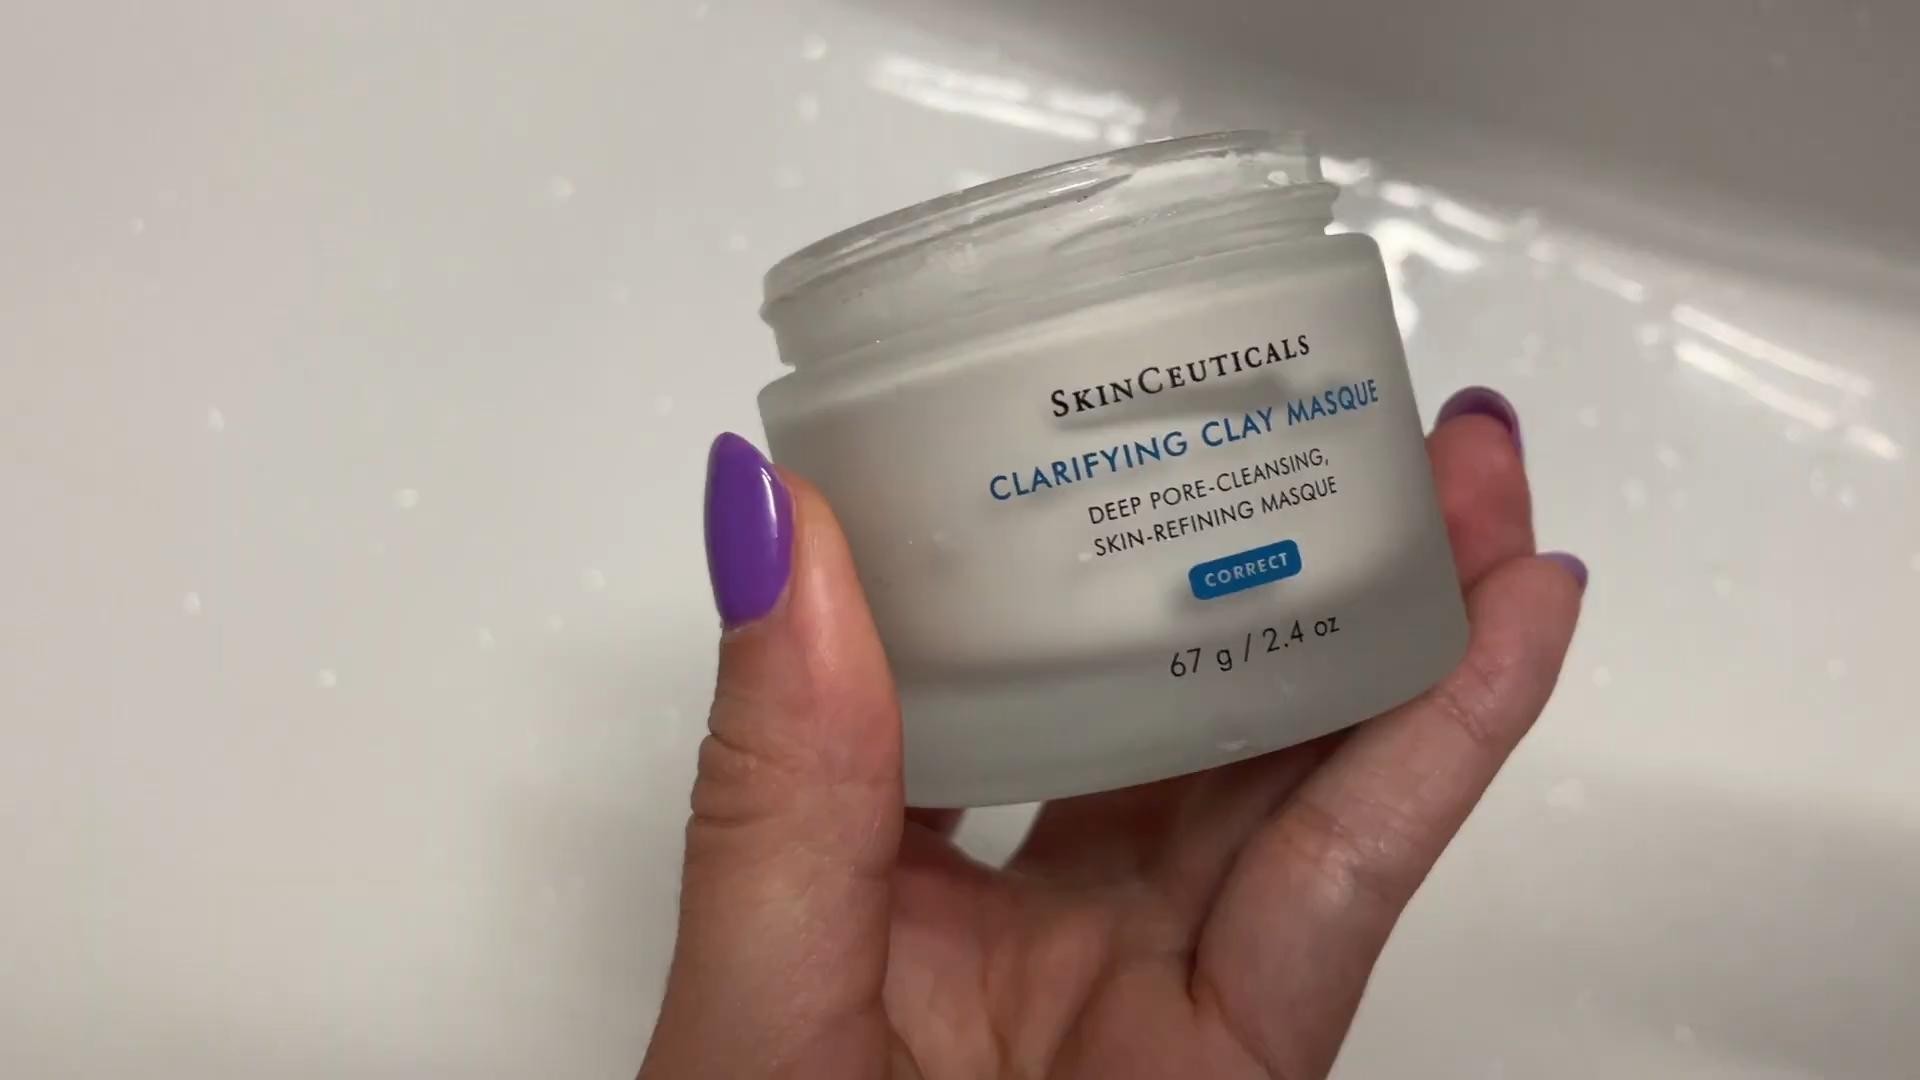 SKINCEUTICALS
CLARIFYING CLAY MASQUE
DEEP PORE-CLEANSING,
SKIN-REFINING MASQUE
CORRECT
67 g / 2.4 oz